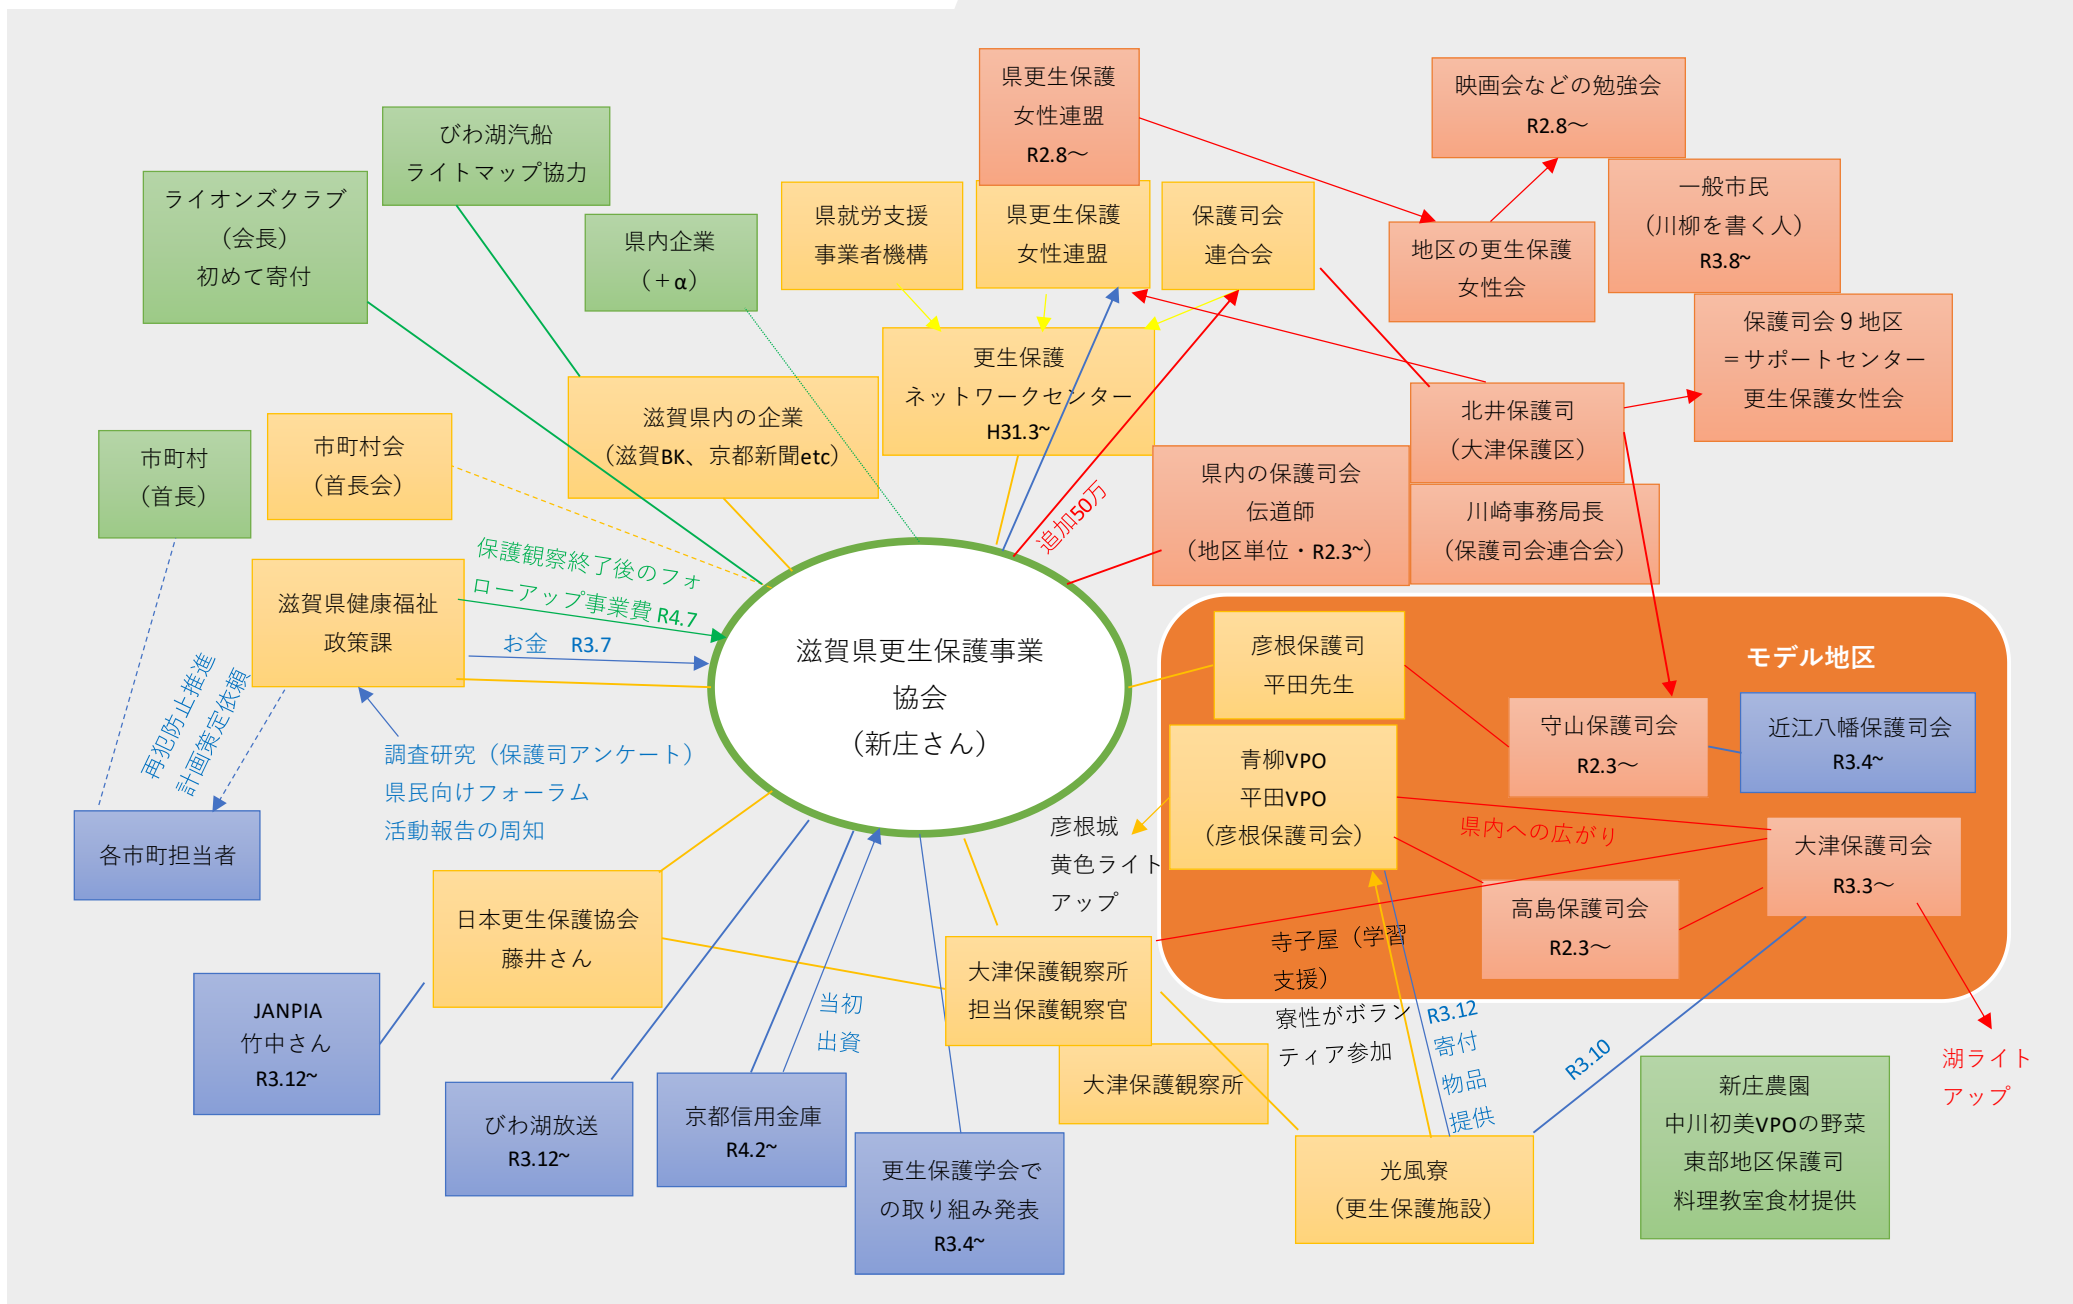 県更生保護
女性連盟
R2.8～
映画会などの勉強会
R2.8～
びわ湖汽船
ライトマップ協力
ライオンズクラブ
（会長）
初めて寄付
県内企業
（＋α）
県就労支援
事業者機構
県更生保護
女性連盟
保護司会
連合会
地区の更生保護
女性会
一般市民
（川柳を書く人）
R3.8~
保護司会９地区
＝サポートセンター
更生保護女性会
更生保護
ネットワークセンター
H31.3~
滋賀県内の企業
（滋賀BK、京都新聞etc）
北井保護司
（大津保護区）
市町村
（首長）
市町村会
（首長会）
県内の保護司会
伝道師
（地区単位・R2.3~）
川崎事務局長
（保護司会連合会）
追加50万
保護観察終了後のフォ
ローアップ事業費 R4.7
滋賀県健康福祉
政策課
お金　R3.7
滋賀県更生保護事業
協会
（新庄さん）
再犯防止推進
計画策定依頼
調査研究（保護司アンケート）
県民向けフォーラム
活動報告の周知
各市町担当者
モデル地区
彦根保護司
平田先生
守山保護司会
R2.3～
近江八幡保護司会
R3.4~
青柳VPO
平田VPO
（彦根保護司会）
県内への広がり
大津保護司会
R3.3～
高島保護司会
R2.3～
彦根城
黄色ライト
アップ
日本更生保護協会
藤井さん
大津保護観察所
担当保護観察官
大津保護観察所
寺子屋（学習
支援）
寮性がボラン
ティア参加
R3.12
寄付
物品
提供
R3.10
湖ライト
アップ
JANPIA
竹中さん
R3.12~
びわ湖放送
R3.12~
京都信用金庫
R4.2~
当初
出資
更生保護学会で
の取り組み発表
R3.4~
光風寮
（更生保護施設）
新庄農園
中川初美VPOの野菜
東部地区保護司
料理教室食材提供